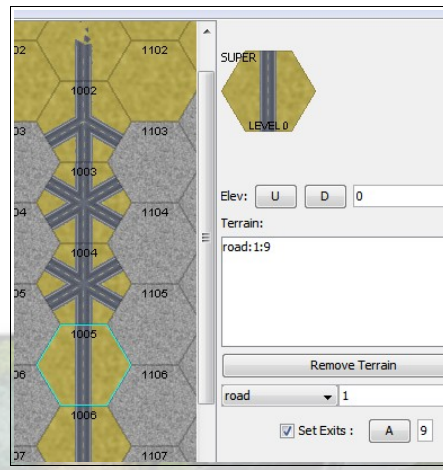 02
1102
1002
03
1103
1003
04
1104
1004
05
1105
1005
06
1106
1006
07
1107
SUPER
LEVEL 0
Elev: U D 0
Terrain:
road:1:9
Remove Terrain
road 1
Set Exits : A 9